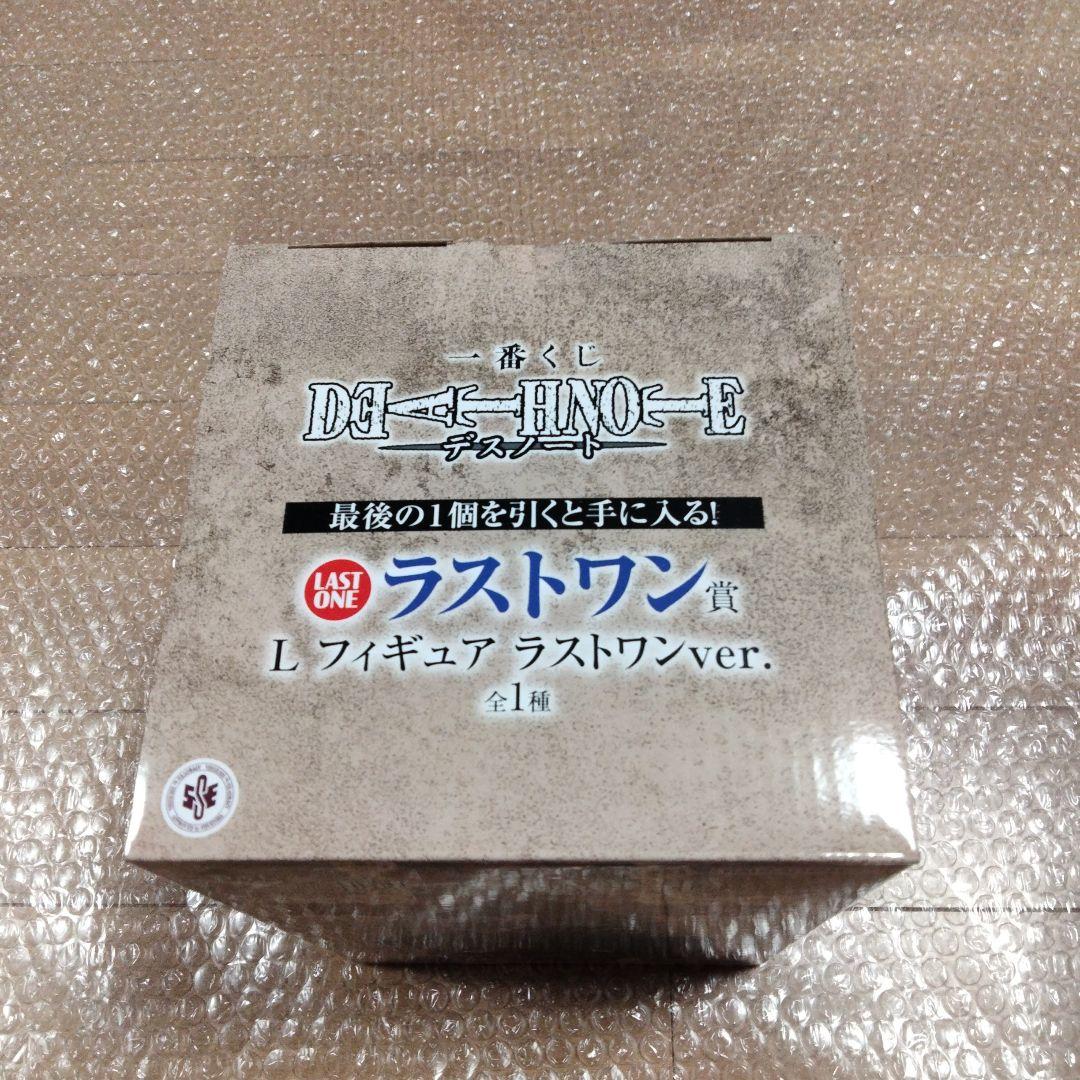 一番くじ
DEATH NOTE
デスノート
最後の1個を引くと手に入る!
LAST ONE ラストワン賞
L フィギュア ラストワンver.
全1種